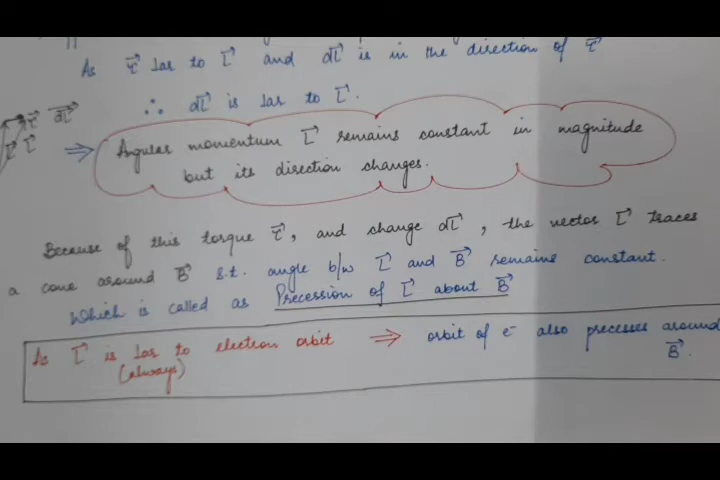 As τ⃗ ⊥ar to L⃗ and dL⃗ is in the direction of τ⃗
∴ dL⃗ is ⊥ar to L⃗.
τ⃗ dL⃗
L⃗ L⃗
⇒ Angular momentum L⃗ remains constant in magnitude
but its direction changes.
Because of this torque τ⃗, and change dL⃗, the vector L⃗ traces
a cone around B⃗ s.t. angle b/w L⃗ and B⃗ remains constant.
Which is called as Precession of L⃗ about B⃗
As L⃗ is ⊥ar to electron orbit ⇒ orbit of e⁻ also precesses around
(always) B⃗.